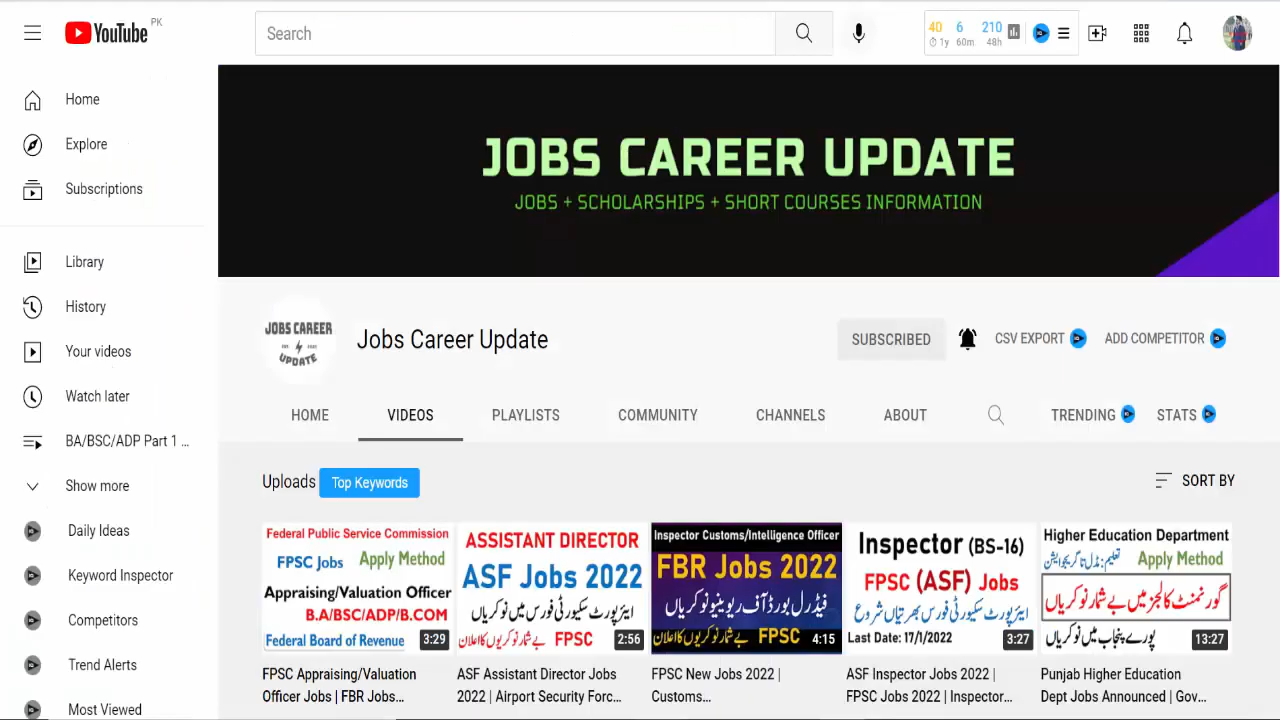 YouTube PK
Search
40 6 210
1y 60m 48h
Home
Explore
Subscriptions
Library
History
Your videos
Watch later
BA/BSC/ADP Part 1 ...
Show more
Daily Ideas
Keyword Inspector
Competitors
Trend Alerts
Most Viewed
JOBS CAREER UPDATE
JOBS + SCHOLARSHIPS + SHORT COURSES INFORMATION
JOBS CAREER
UPDATE
Jobs Career Update
SUBSCRIBED
CSV EXPORT
ADD COMPETITOR
HOME VIDEOS PLAYLISTS COMMUNITY CHANNELS ABOUT TRENDING STATS
Uploads Top Keywords
SORT BY
Federal Public Service Commission
FPSC Jobs Apply Method
Appraising/Valuation Officer
B.A/BSC/ADP/B.COM
Federal Board of Revenue 3:29
FPSC Appraising/Valuation
Officer Jobs | FBR Jobs...
ASSISTANT DIRECTOR
ASF Jobs 2022
ایئرپورٹ سکیورٹی فورس میں نوکریاں
بے شمار نوکریوں کا اعلان FPSC 2:56
ASF Assistant Director Jobs
2022 | Airport Security Forc...
Inspector Customs/Intelligence Officer
FBR Jobs 2022
فیڈرل بورڈ آف ریوینیو نوکریاں
بے شمار نوکریوں کا اعلان FPSC 4:15
FPSC New Jobs 2022 |
Customs...
Inspector (BS-16)
FPSC (ASF) Jobs
ایئرپورٹ سکیورٹی فورس بھرتیاں شروع
Last Date: 17/1/2022 3:27
ASF Inspector Jobs 2022 |
FPSC Jobs 2022 | Inspector...
Higher Education Department
تعلیم: مڈل تا گریجوایشن Apply Method
گورنمنٹ کالجز میں بے شمار نوکریاں
پورے پنجاب میں نوکریاں 13:27
Punjab Higher Education
Dept Jobs Announced | Gov...